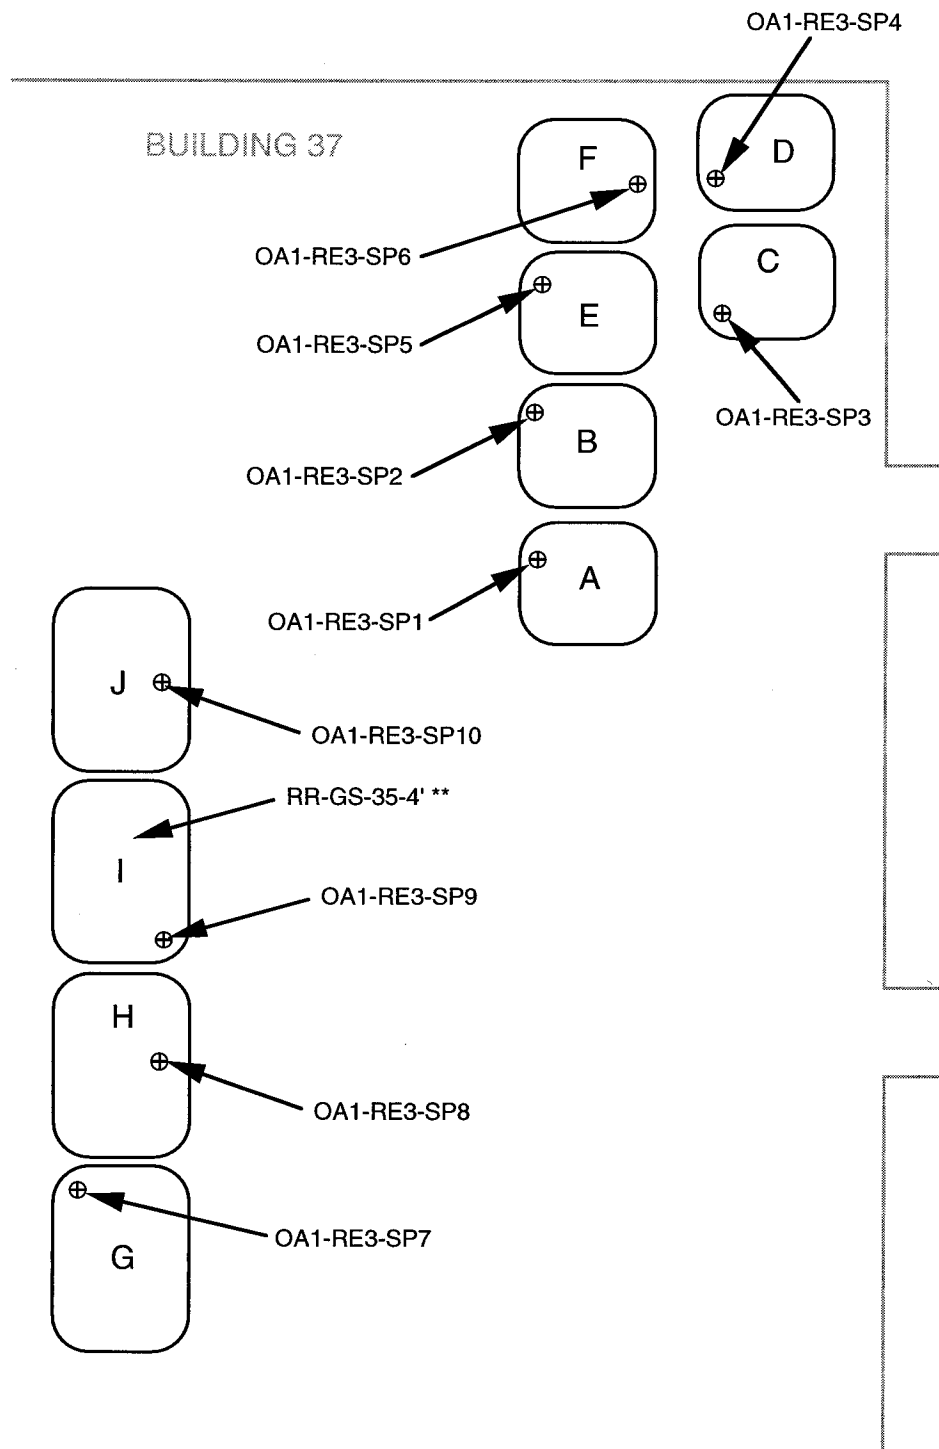 OA1-RE3-SP4
BUILDING 37
F
D
OA1-RE3-SP6
C
E
OA1-RE3-SP5
OA1-RE3-SP3
B
OA1-RE3-SP2
A
OA1-RE3-SP1
J
OA1-RE3-SP10
RR-GS-35-4' **
I
OA1-RE3-SP9
H
OA1-RE3-SP8
OA1-RE3-SP7
G